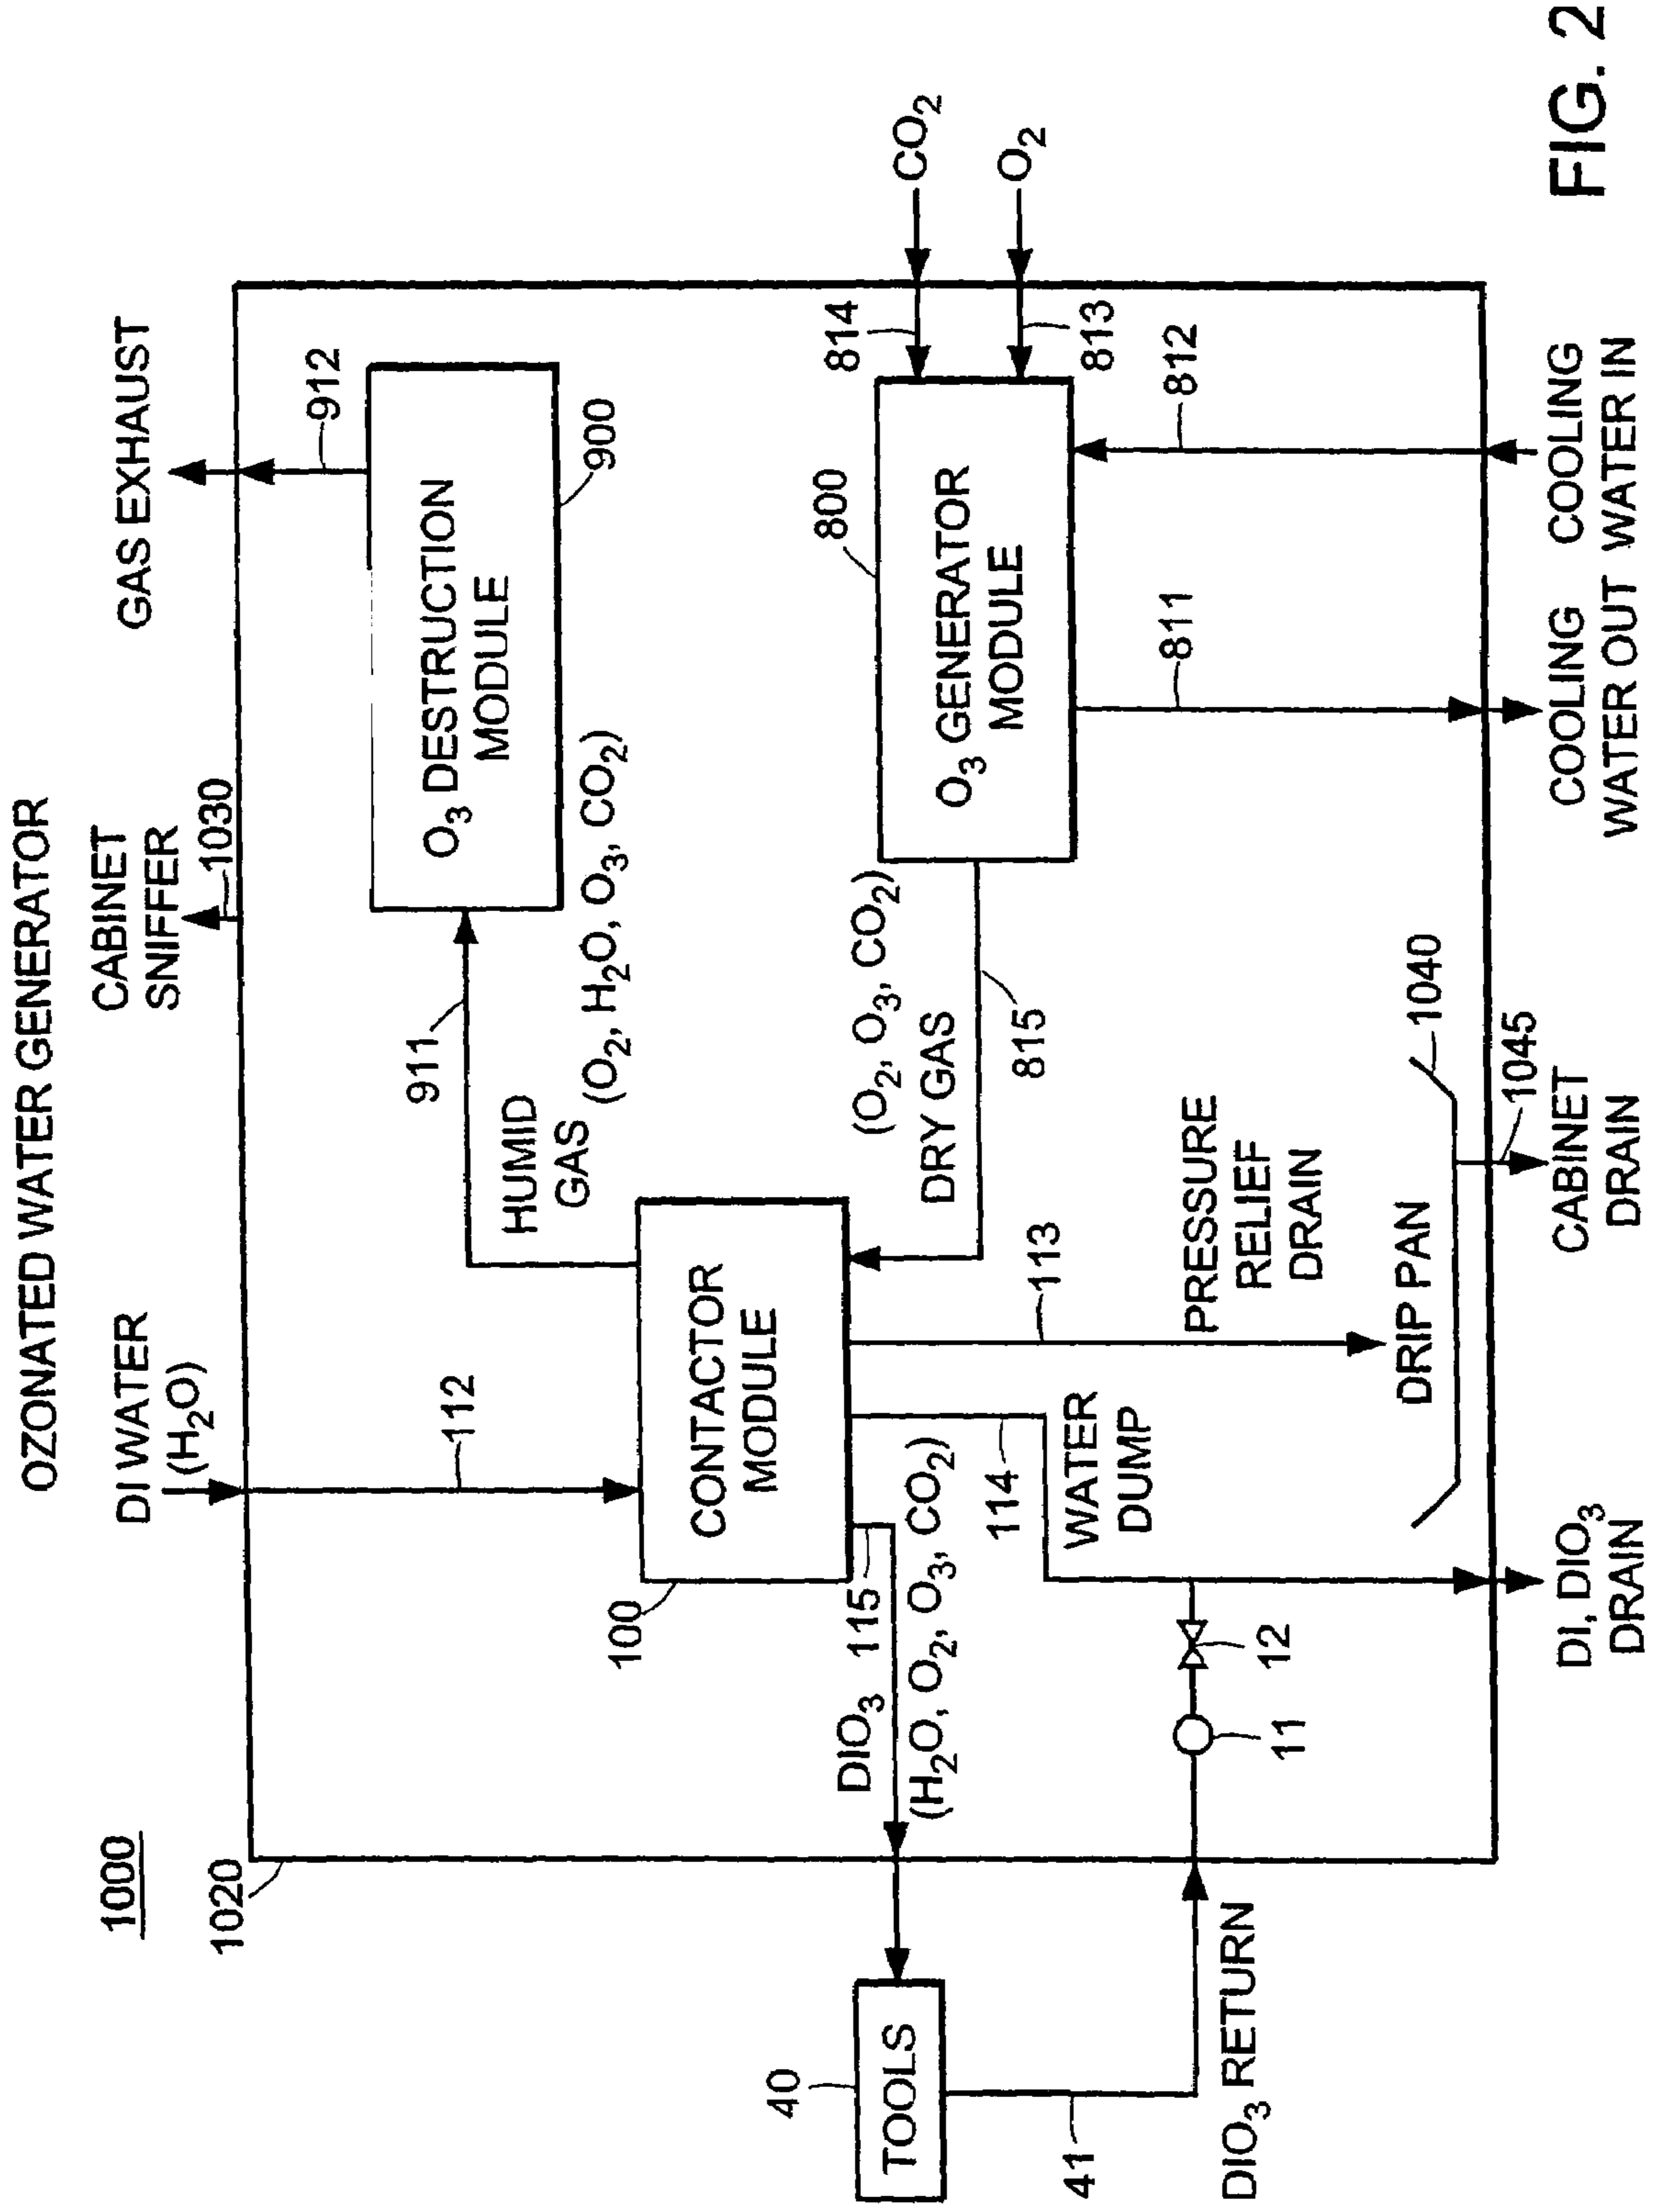 OZONATED WATER GENERATOR
1000
1020
DI WATER
(H₂O)
CABINET
SNIFFER
1030
GAS EXHAUST
912
112
911
HUMID
GAS
(O₂, H₂O, O₃, CO₂)
O₃ DESTRUCTION
MODULE
900
100
CONTACTOR
MODULE
800
O₃ GENERATOR
MODULE
814
CO₂
O₂
813
(O₂, O₃, CO₂)
DRY GAS
815
DIO₃
115
(H₂O, O₂, O₃, CO₂)
40
TOOLS
41
DIO₃ RETURN
11
12
114
WATER
DUMP
113
PRESSURE
RELIEF
DRAIN
DRIP PAN
1040
1045
811
812
DI, DIO₃
DRAIN
CABINET
DRAIN
COOLING
WATER OUT
COOLING
WATER IN
FIG. 2